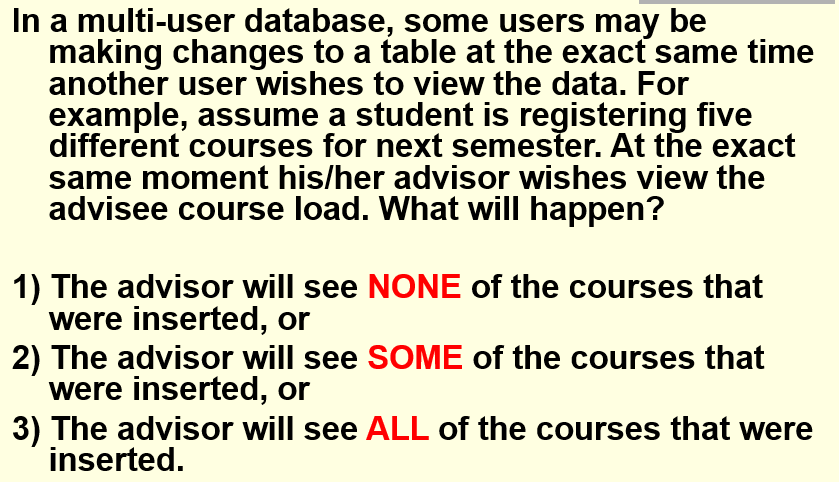 In a multi-user database, some users may be
making changes to a table at the exact same time
another user wishes to view the data. For
example, assume a student is registering five
different courses for next semester. At the exact
same moment his/her advisor wishes view the
advisee course load. What will happen?
1) The advisor will see NONE of the courses that
were inserted, or
2) The advisor will see SOME of the courses that
were inserted, or
3) The advisor will see ALL of the courses that were
inserted.